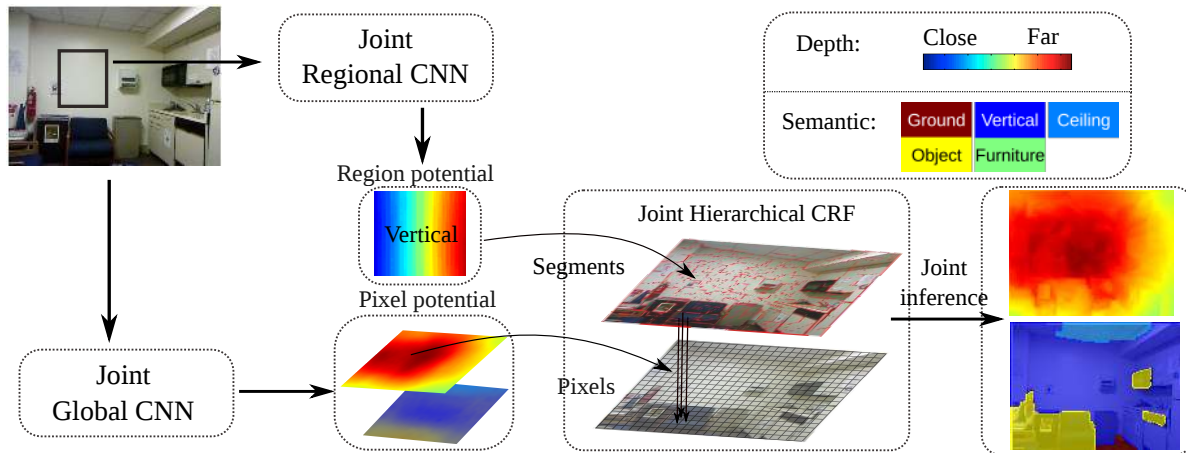 Joint
Regional CNN
Depth:
Close
Far
Semantic:
Ground
Vertical
Ceiling
Object
Furniture
Region potential
Vertical
Joint Hierarchical CRF
Segments
Joint
inference
Pixel potential
Pixels
Joint
Global CNN